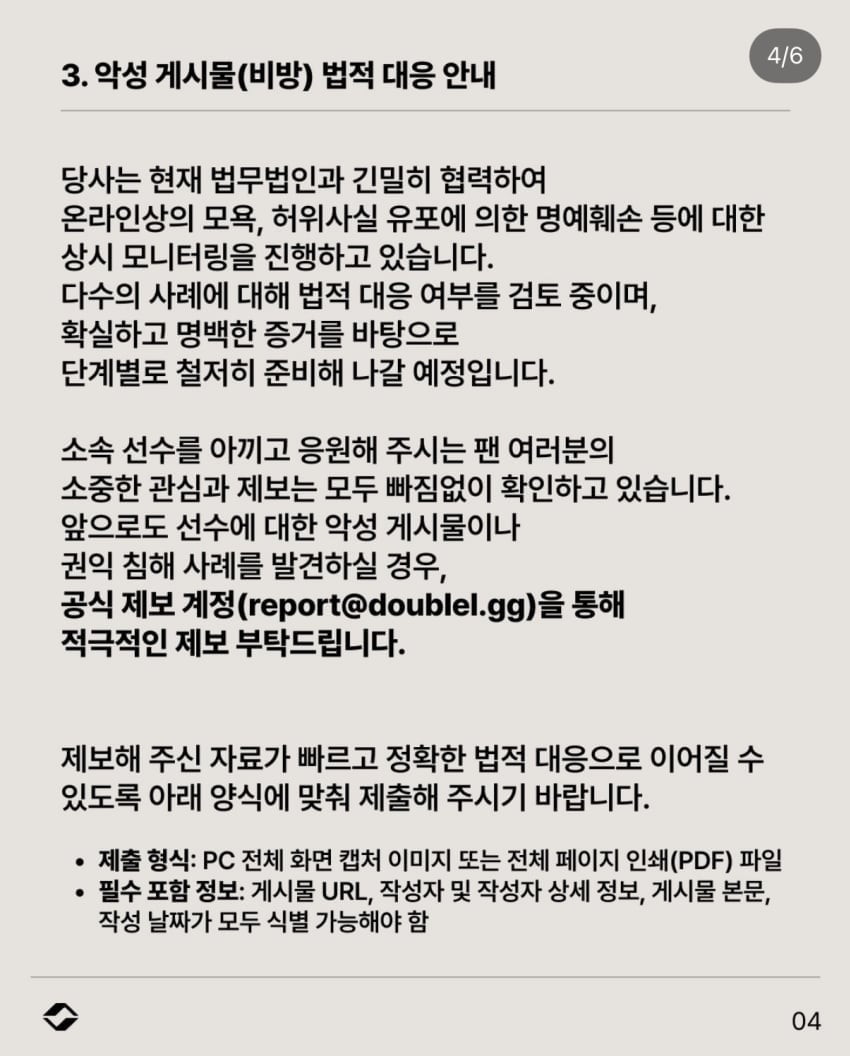 4/6
3. 악성 게시물(비방) 법적 대응 안내
당사는 현재 법무법인과 긴밀히 협력하여
온라인상의 모욕, 허위사실 유포에 의한 명예훼손 등에 대한
상시 모니터링을 진행하고 있습니다.
다수의 사례에 대해 법적 대응 여부를 검토 중이며,
확실하고 명백한 증거를 바탕으로
단계별로 철저히 준비해 나갈 예정입니다.
소속 선수를 아끼고 응원해 주시는 팬 여러분의
소중한 관심과 제보는 모두 빠짐없이 확인하고 있습니다.
앞으로도 선수에 대한 악성 게시물이나
권익 침해 사례를 발견하실 경우,
공식 제보 계정(report@doublel.gg)을 통해
적극적인 제보 부탁드립니다.
제보해 주신 자료가 빠르고 정확한 법적 대응으로 이어질 수
있도록 아래 양식에 맞춰 제출해 주시기 바랍니다.
• 제출 형식: PC 전체 화면 캡처 이미지 또는 전체 페이지 인쇄(PDF) 파일
• 필수 포함 정보: 게시물 URL, 작성자 및 작성자 상세 정보, 게시물 본문,
작성 날짜가 모두 식별 가능해야 함
04